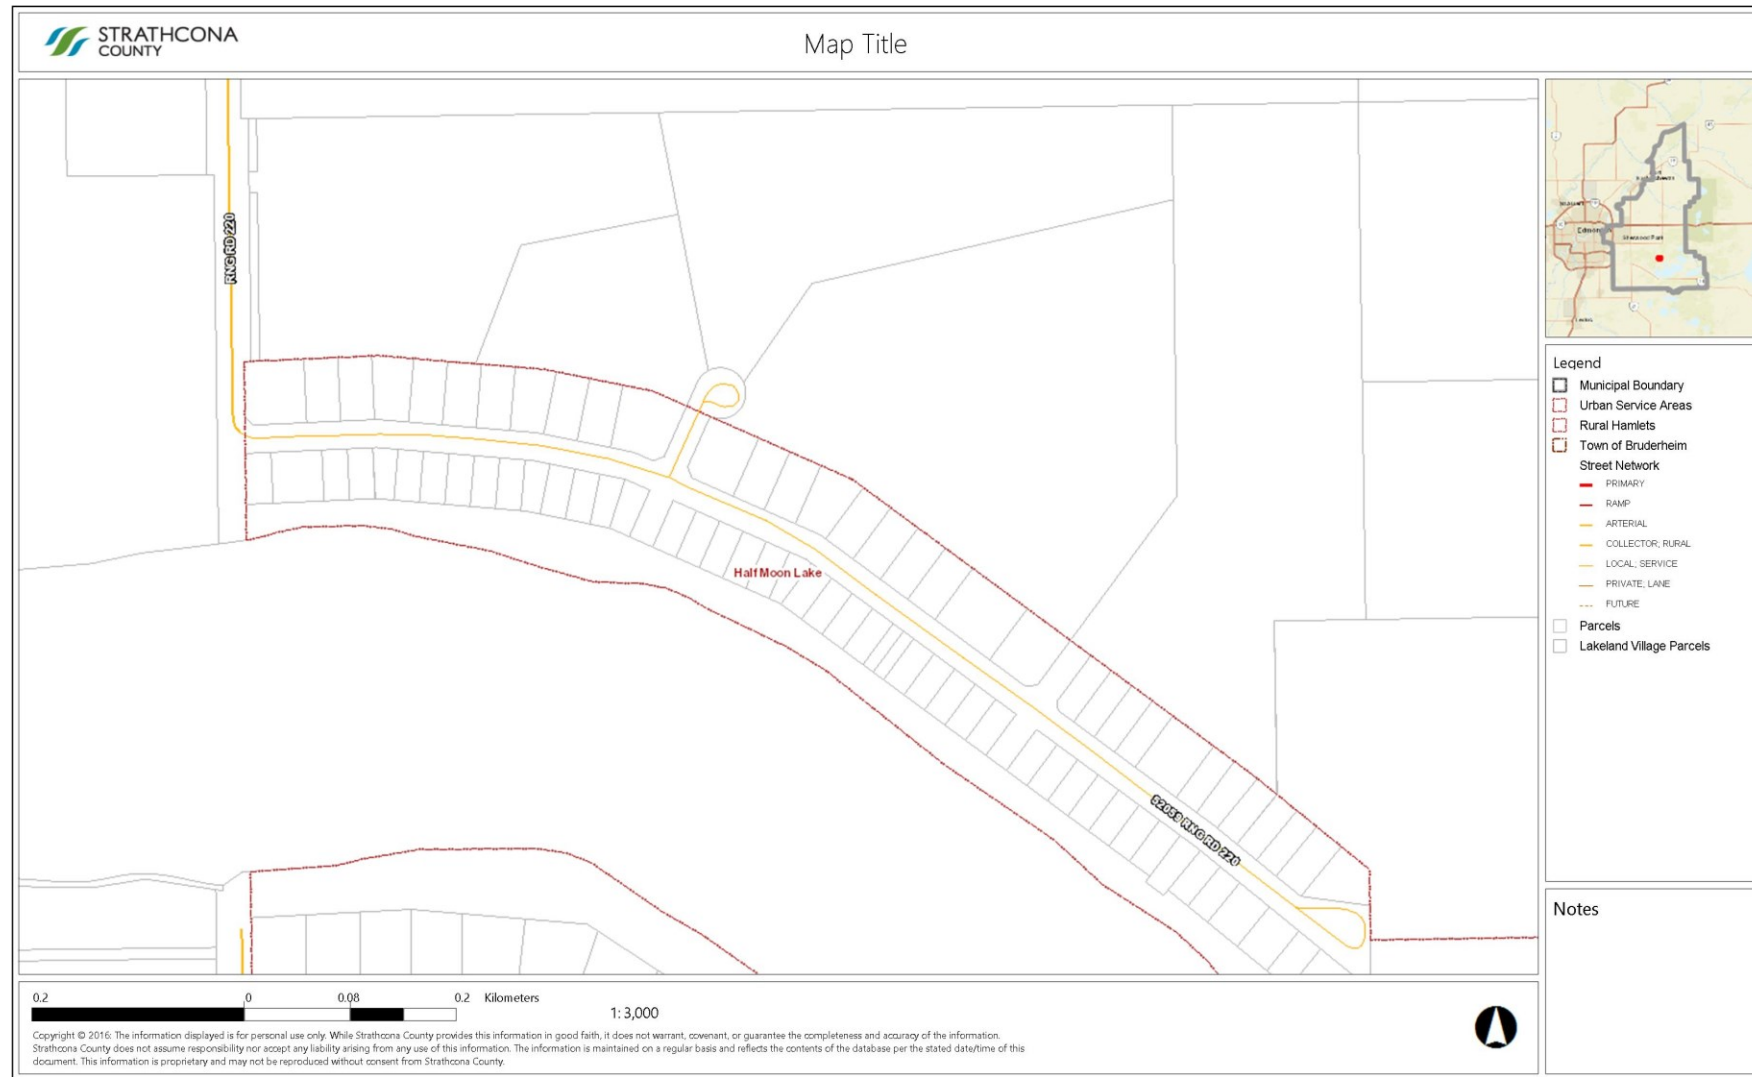 STRATHCONA
COUNTY
Map Title
RNG RD 220
Half Moon Lake
52059 RNG RD 220
Edmonton
Sherwood Park
Legend
Municipal Boundary
Urban Service Areas
Rural Hamlets
Town of Bruderheim
Street Network
PRIMARY
RAMP
ARTERIAL
COLLECTOR; RURAL
LOCAL; SERVICE
PRIVATE; LANE
FUTURE
Parcels
Lakeland Village Parcels
Notes
0.2 0 0.08 0.2 Kilometers
1: 3,000
Copyright © 2016: The information displayed is for personal use only. While Strathcona County provides this information in good faith, it does not warrant, covenant, or guarantee the completeness and accuracy of the information.
Strathcona County does not assume responsibility nor accept any liability arising from any use of this information. The information is maintained on a regular basis and reflects the contents of the database per the stated date/time of this
document. This information is proprietary and may not be reproduced without consent from Strathcona County.